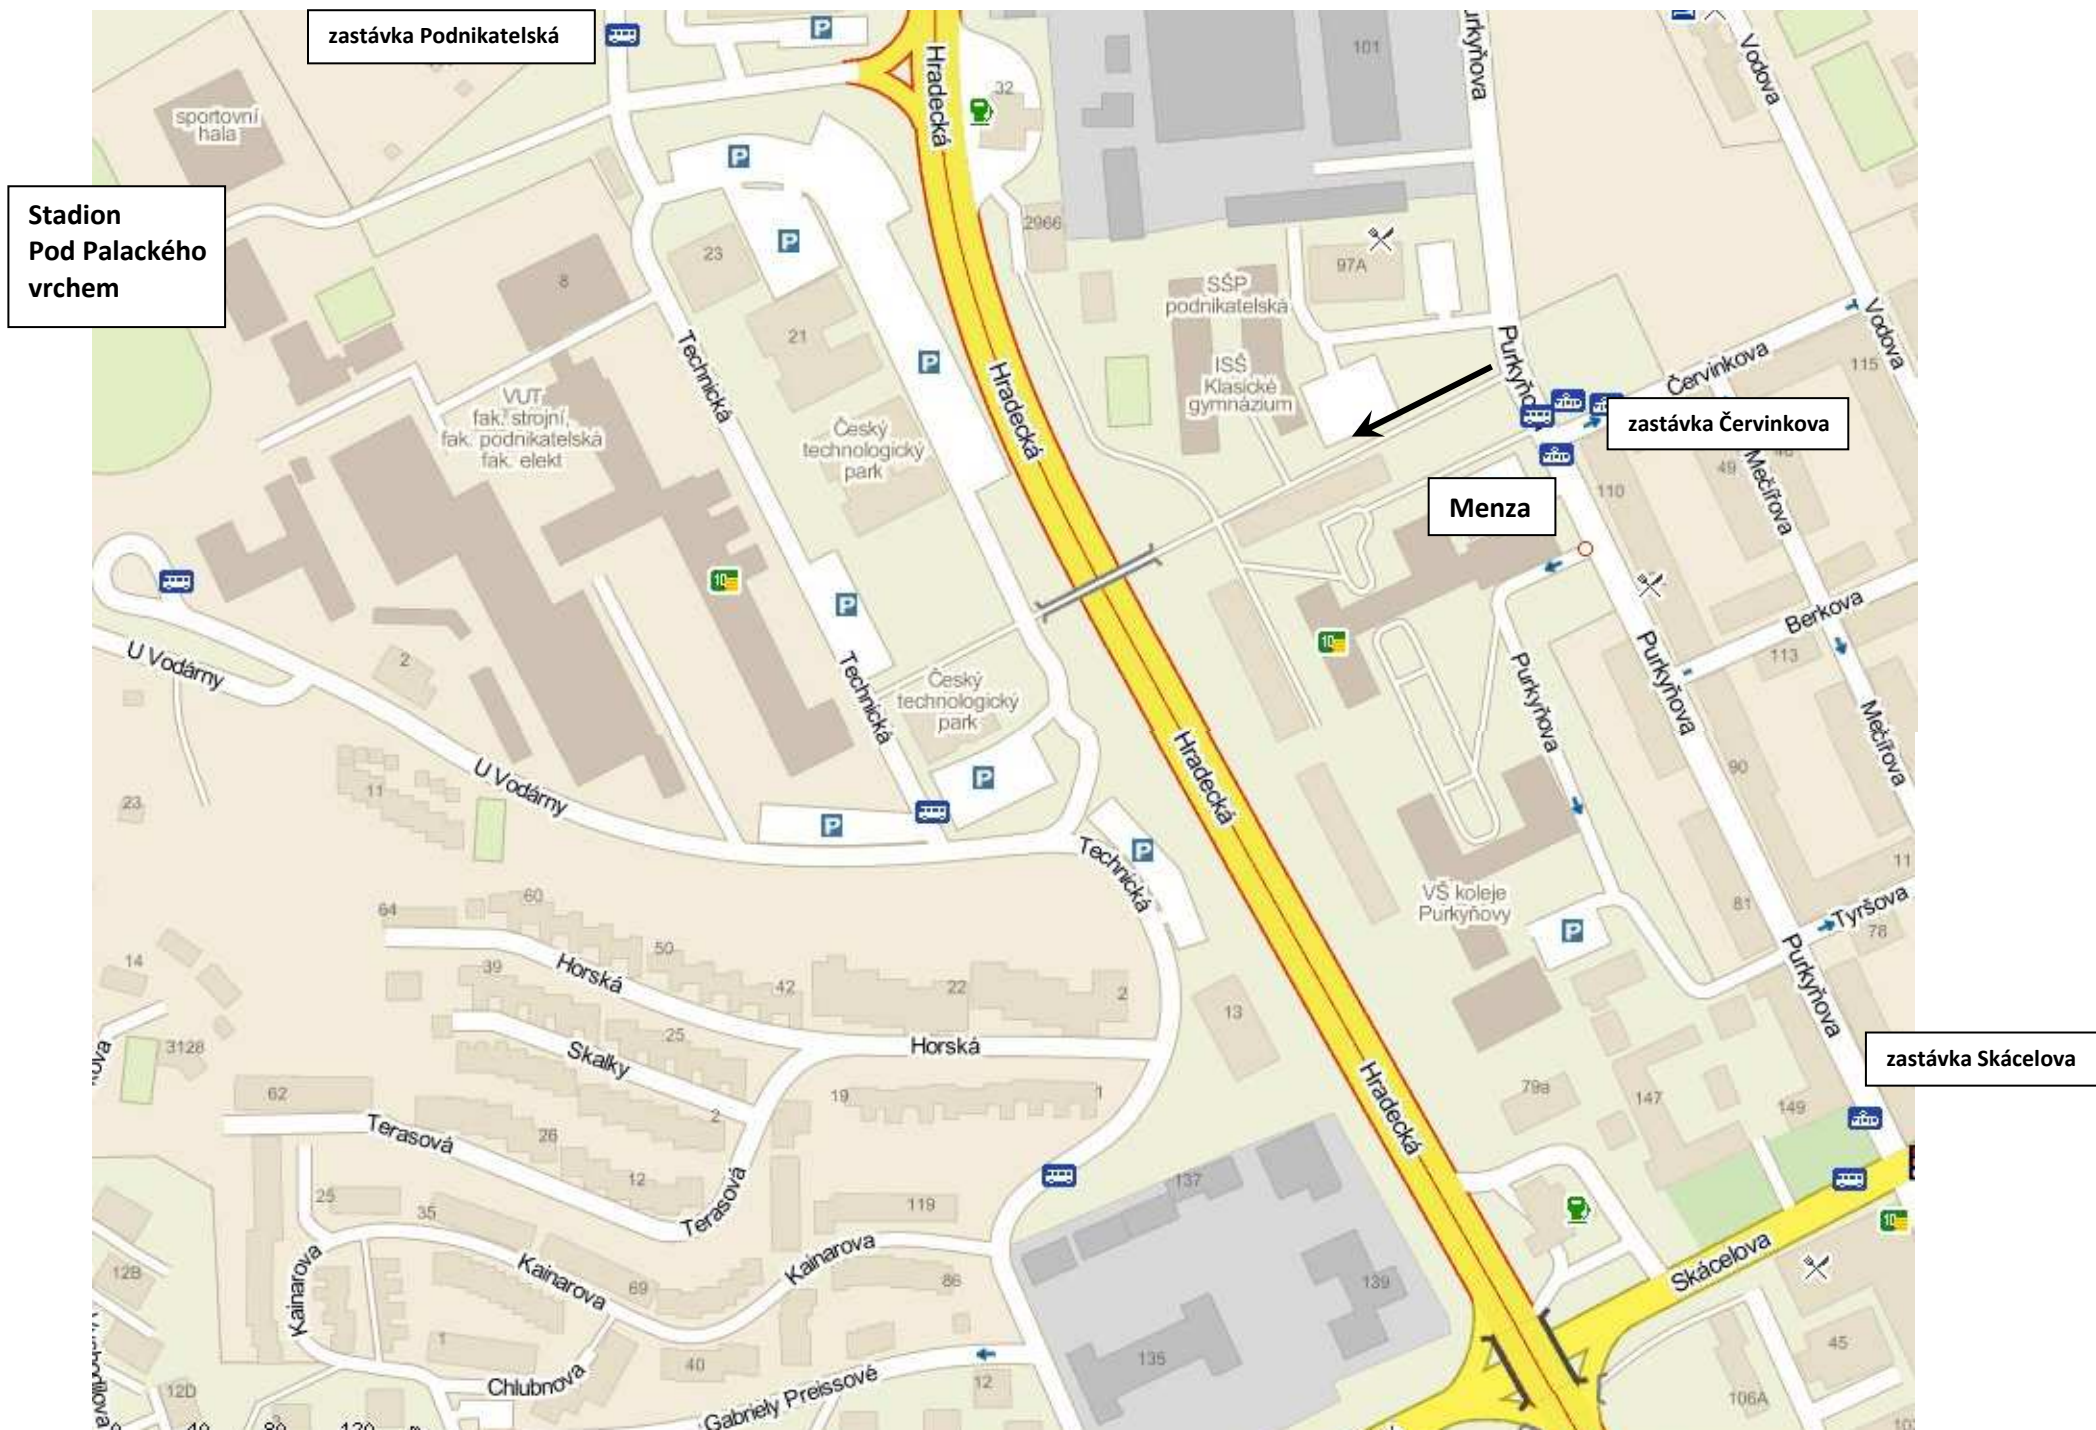 zastávka Podnikatelská
Hradecká
32
101
Purkyňova
Vodova
sportovní
hala
Stadion
Pod Palackého
vrchem
2966
23
8
97A
SŠP
podnikatelská
21
Technická
Hradecká
ISŠ
Klasické
gymnázium
Červinkova
Vodova
115
VUT
fak. strojní,
fak. podnikatelská
fak. elekt
Český
technologický
park
zastávka Červinkova
49
Mečířova
110
Menza
U Vodárny
2
Technická
Český
technologický
park
Berkova
113
Purkyňova
Purkyňova
Mečířova
Hradecká
90
23
11
U Vodárny
Technická
VŠ koleje
Purkyňovy
81
11
Tyršova
78
Purkyňova
64
60
50
39
Horská
42
22
2
14
13
3128
25
Skalky
Horská
zastávka Skácelova
62
19
1
2
Hradecká
79a
147
149
Terasová
26
12
137
25
35
Terasová
119
Kainarova
Kainarova
Kainarova
69
86
12B
139
Skácelova
1
40
135
45
12D
Chlubnova
Gabriely Preissové
12
106A
40
80
120